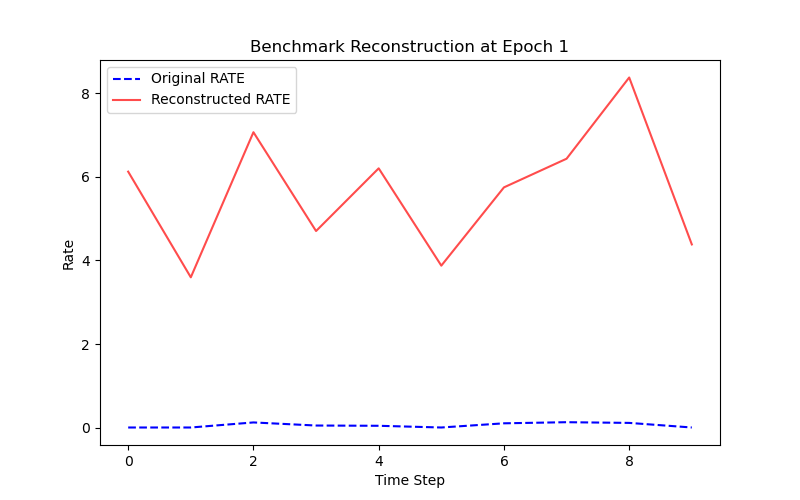 Benchmark Reconstruction at Epoch 1
Original RATE
Reconstructed RATE
8
6
4
2
0
Rate
0 2 4 6 8
Time Step